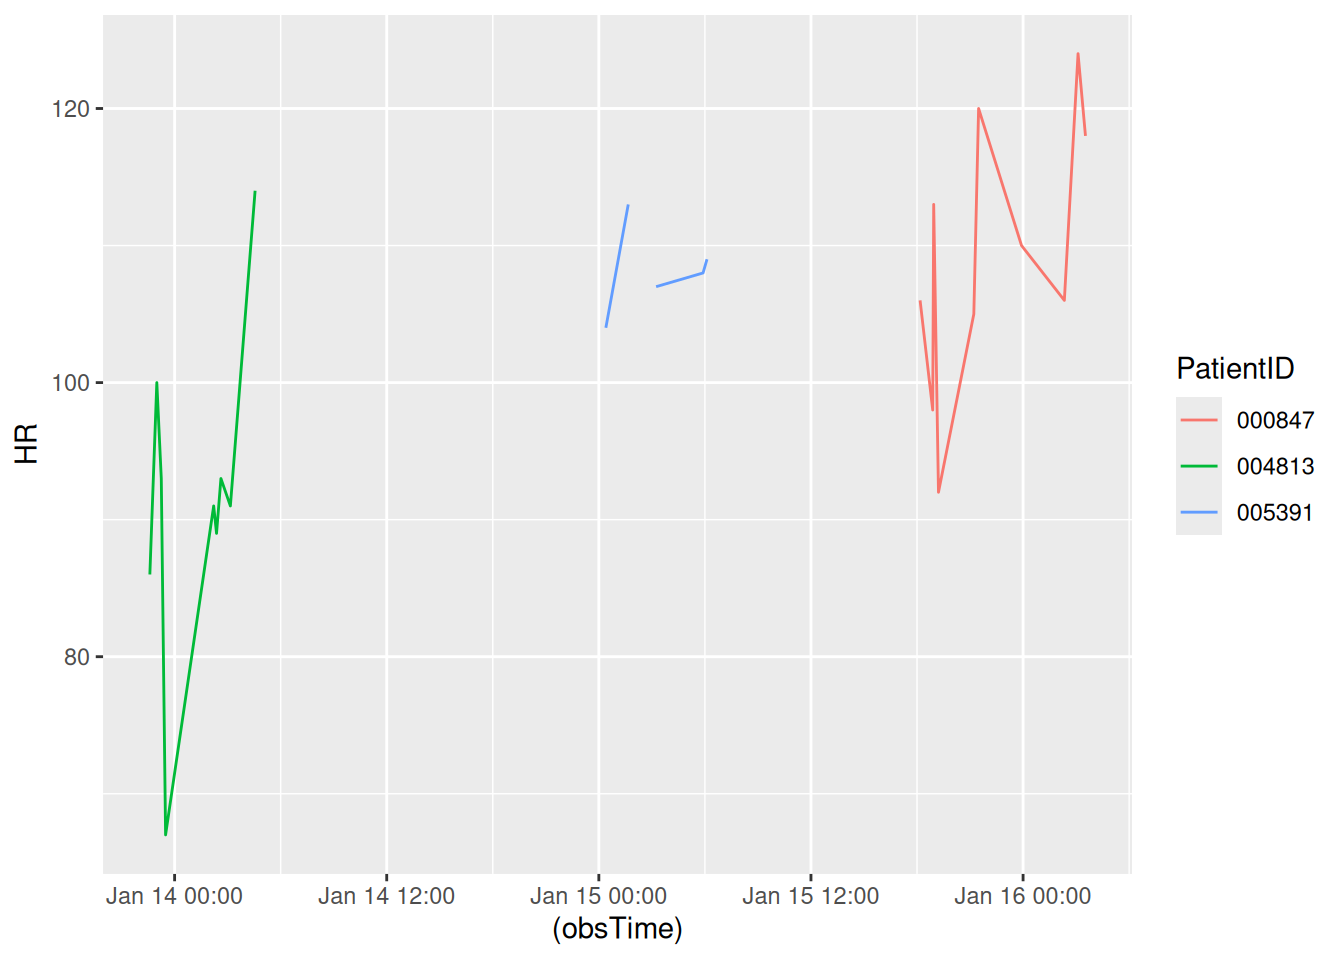 120
100
80
HR
Jan 14 00:00
Jan 14 12:00
Jan 15 00:00
Jan 15 12:00
Jan 16 00:00
(obsTime)
PatientID
000847
004813
005391